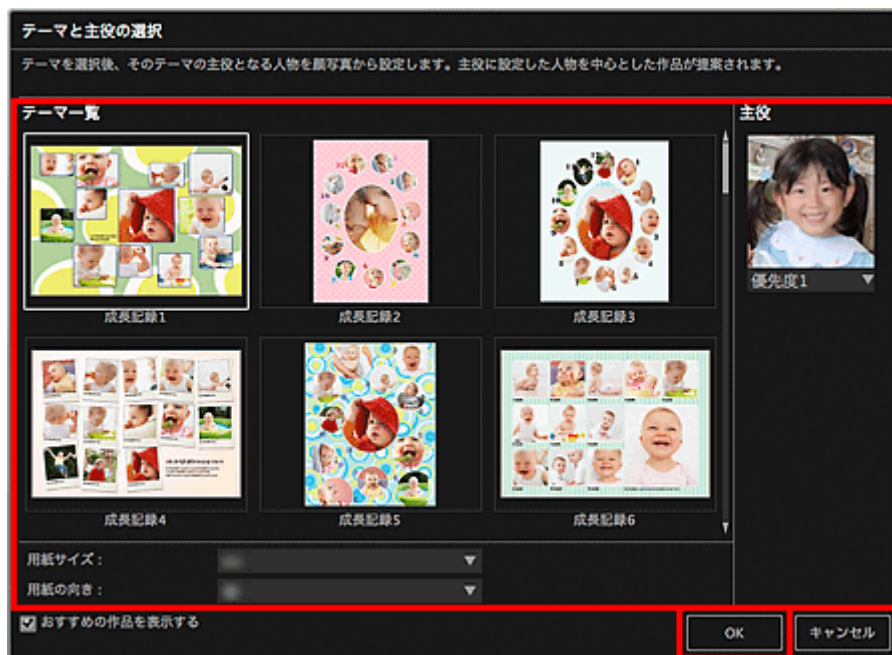 テーマと主役の選択
テーマを選択後、そのテーマの主役となる人物を顔写真から設定します。主役に設定した人物を中心とした作品が提案されます。
テーマ一覧
主役
成長記録1
成長記録2
成長記録3
優先度1
成長記録4
成長記録5
成長記録6
用紙サイズ：
用紙の向き：
おすすめの作品を表示する
OK
キャンセル